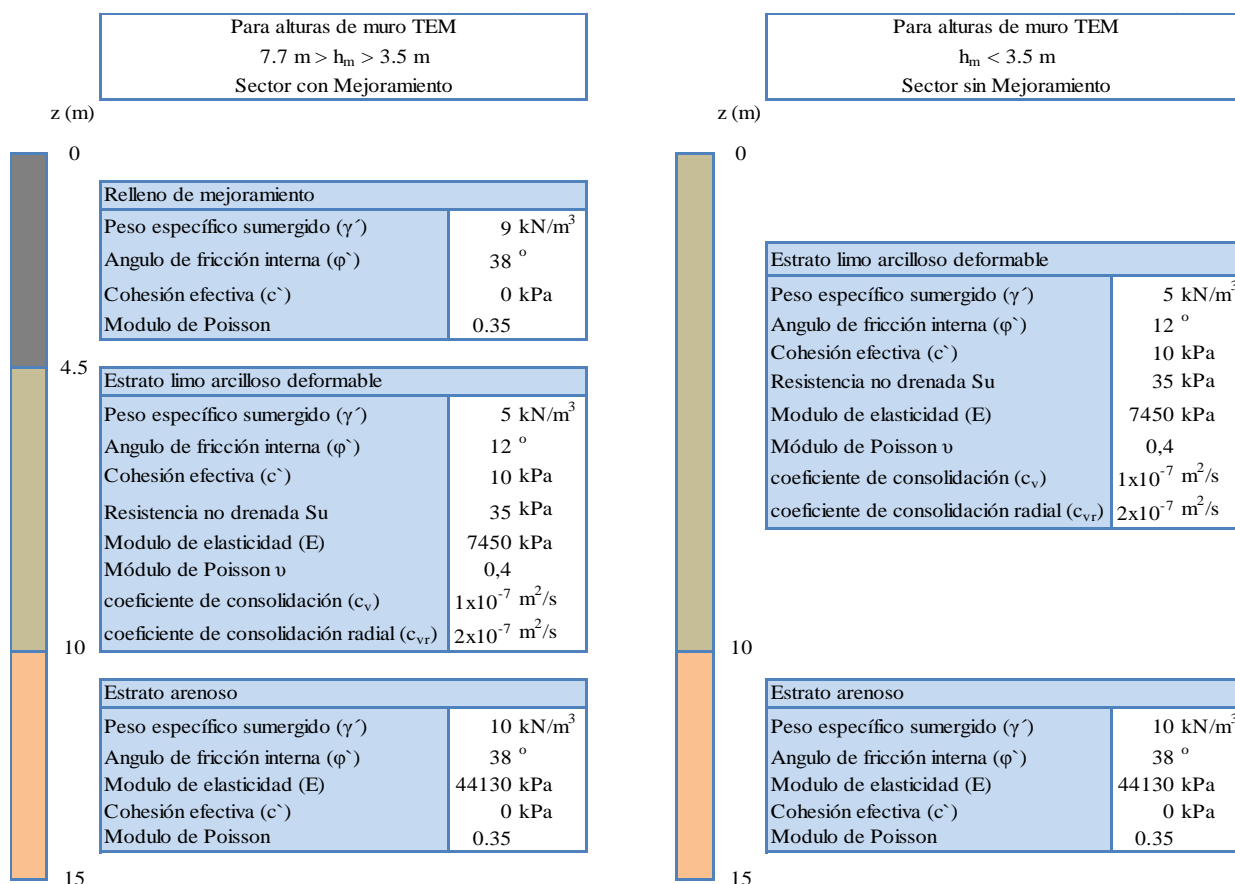 Para alturas de muro TEM
7.7 m > hm > 3.5 m
Sector con Mejoramiento
z (m)
0
Relleno de mejoramiento
Peso específico sumergido (γ´) 9 kN/m3
Angulo de fricción interna (φ`) 38 o
Cohesión efectiva (c`) 0 kPa
Modulo de Poisson 0.35
4.5
Estrato limo arcilloso deformable
Peso específico sumergido (γ´) 5 kN/m3
Angulo de fricción interna (φ`) 12 o
Cohesión efectiva (c`) 10 kPa
Resistencia no drenada Su 35 kPa
Modulo de elasticidad (E) 7450 kPa
Módulo de Poisson υ 0,4
coeficiente de consolidación (cv) 1x10-7 m2/s
coeficiente de consolidación radial (cvr) 2x10-7 m2/s
10
Estrato arenoso
Peso específico sumergido (γ´) 10 kN/m3
Angulo de fricción interna (φ`) 38 o
Modulo de elasticidad (E) 44130 kPa
Cohesión efectiva (c`) 0 kPa
Modulo de Poisson 0.35
15
Para alturas de muro TEM
hm < 3.5 m
Sector sin Mejoramiento
z (m)
0
Estrato limo arcilloso deformable
Peso específico sumergido (γ´) 5 kN/m3
Angulo de fricción interna (φ`) 12 o
Cohesión efectiva (c`) 10 kPa
Resistencia no drenada Su 35 kPa
Modulo de elasticidad (E) 7450 kPa
Módulo de Poisson υ 0,4
coeficiente de consolidación (cv) 1x10-7 m2/s
coeficiente de consolidación radial (cvr) 2x10-7 m2/s
10
Estrato arenoso
Peso específico sumergido (γ´) 10 kN/m3
Angulo de fricción interna (φ`) 38 o
Modulo de elasticidad (E) 44130 kPa
Cohesión efectiva (c`) 0 kPa
Modulo de Poisson 0.35
15